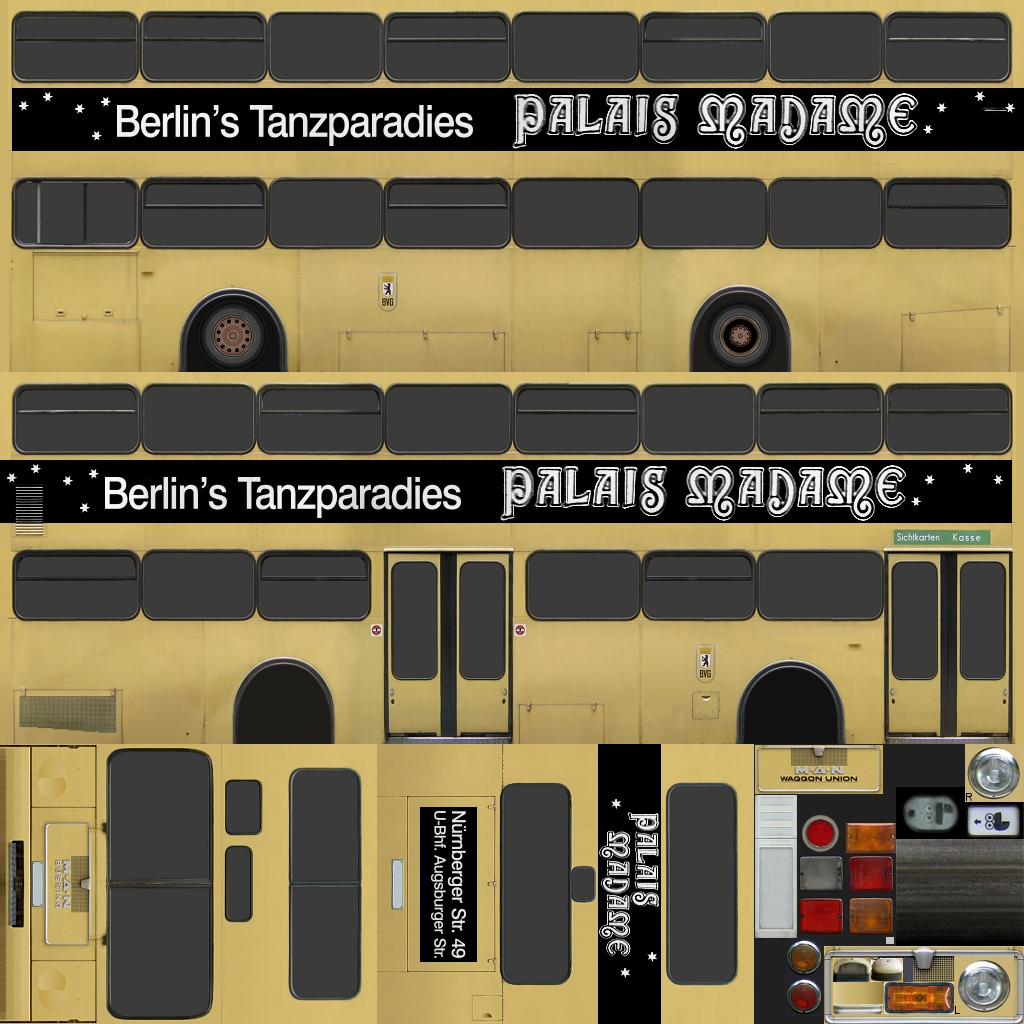 Berlin's Tanzparadies PALAIS MADAME
BVG
Berlin's Tanzparadies PALAIS MADAME
Sichtkarten Kasse
BVG
M·A·N
BÜSSING
Nürnberger Str. 49
U-Bhf. Augsburger Str.
PALAIS
MADAME
M·A·N
WAGGON UNION
R
L